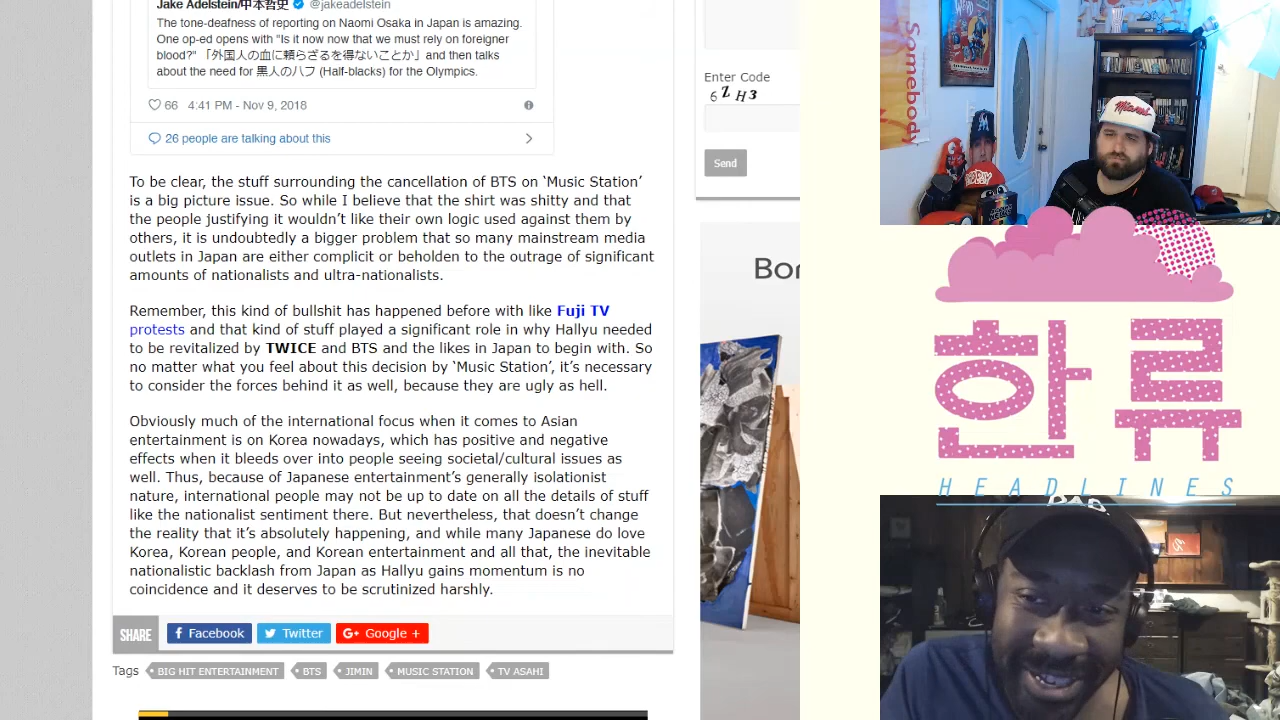 Jake Adelstein/中本哲史 @jakeadelstein
The tone-deafness of reporting on Naomi Osaka in Japan is amazing.
One op-ed opens with "Is it now now that we must rely on foreigner
blood?" 「外国人の血に頼らざるを得ないことか」and then talks
about the need for 黒人のハフ (Half-blacks) for the Olympics.
66 4:41 PM - Nov 9, 2018
26 people are talking about this
To be clear, the stuff surrounding the cancellation of BTS on ‘Music Station’
is a big picture issue. So while I believe that the shirt was shitty and that
the people justifying it wouldn’t like their own logic used against them by
others, it is undoubtedly a bigger problem that so many mainstream media
outlets in Japan are either complicit or beholden to the outrage of significant
amounts of nationalists and ultra-nationalists.
Remember, this kind of bullshit has happened before with like Fuji TV
protests and that kind of stuff played a significant role in why Hallyu needed
to be revitalized by TWICE and BTS and the likes in Japan to begin with. So
no matter what you feel about this decision by ‘Music Station’, it’s necessary
to consider the forces behind it as well, because they are ugly as hell.
Obviously much of the international focus when it comes to Asian
entertainment is on Korea nowadays, which has positive and negative
effects when it bleeds over into people seeing societal/cultural issues as
well. Thus, because of Japanese entertainment’s generally isolationist
nature, international people may not be up to date on all the details of stuff
like the nationalist sentiment there. But nevertheless, that doesn’t change
the reality that it’s absolutely happening, and while many Japanese do love
Korea, Korean people, and Korean entertainment and all that, the inevitable
nationalistic backlash from Japan as Hallyu gains momentum is no
coincidence and it deserves to be scrutinized harshly.
SHARE Facebook Twitter Google +
Tags BIG HIT ENTERTAINMENT BTS JIMIN MUSIC STATION TV ASAHI
Enter Code
6ZH3
Send
Somebody
Miami
한류
HEADLINES
DAD